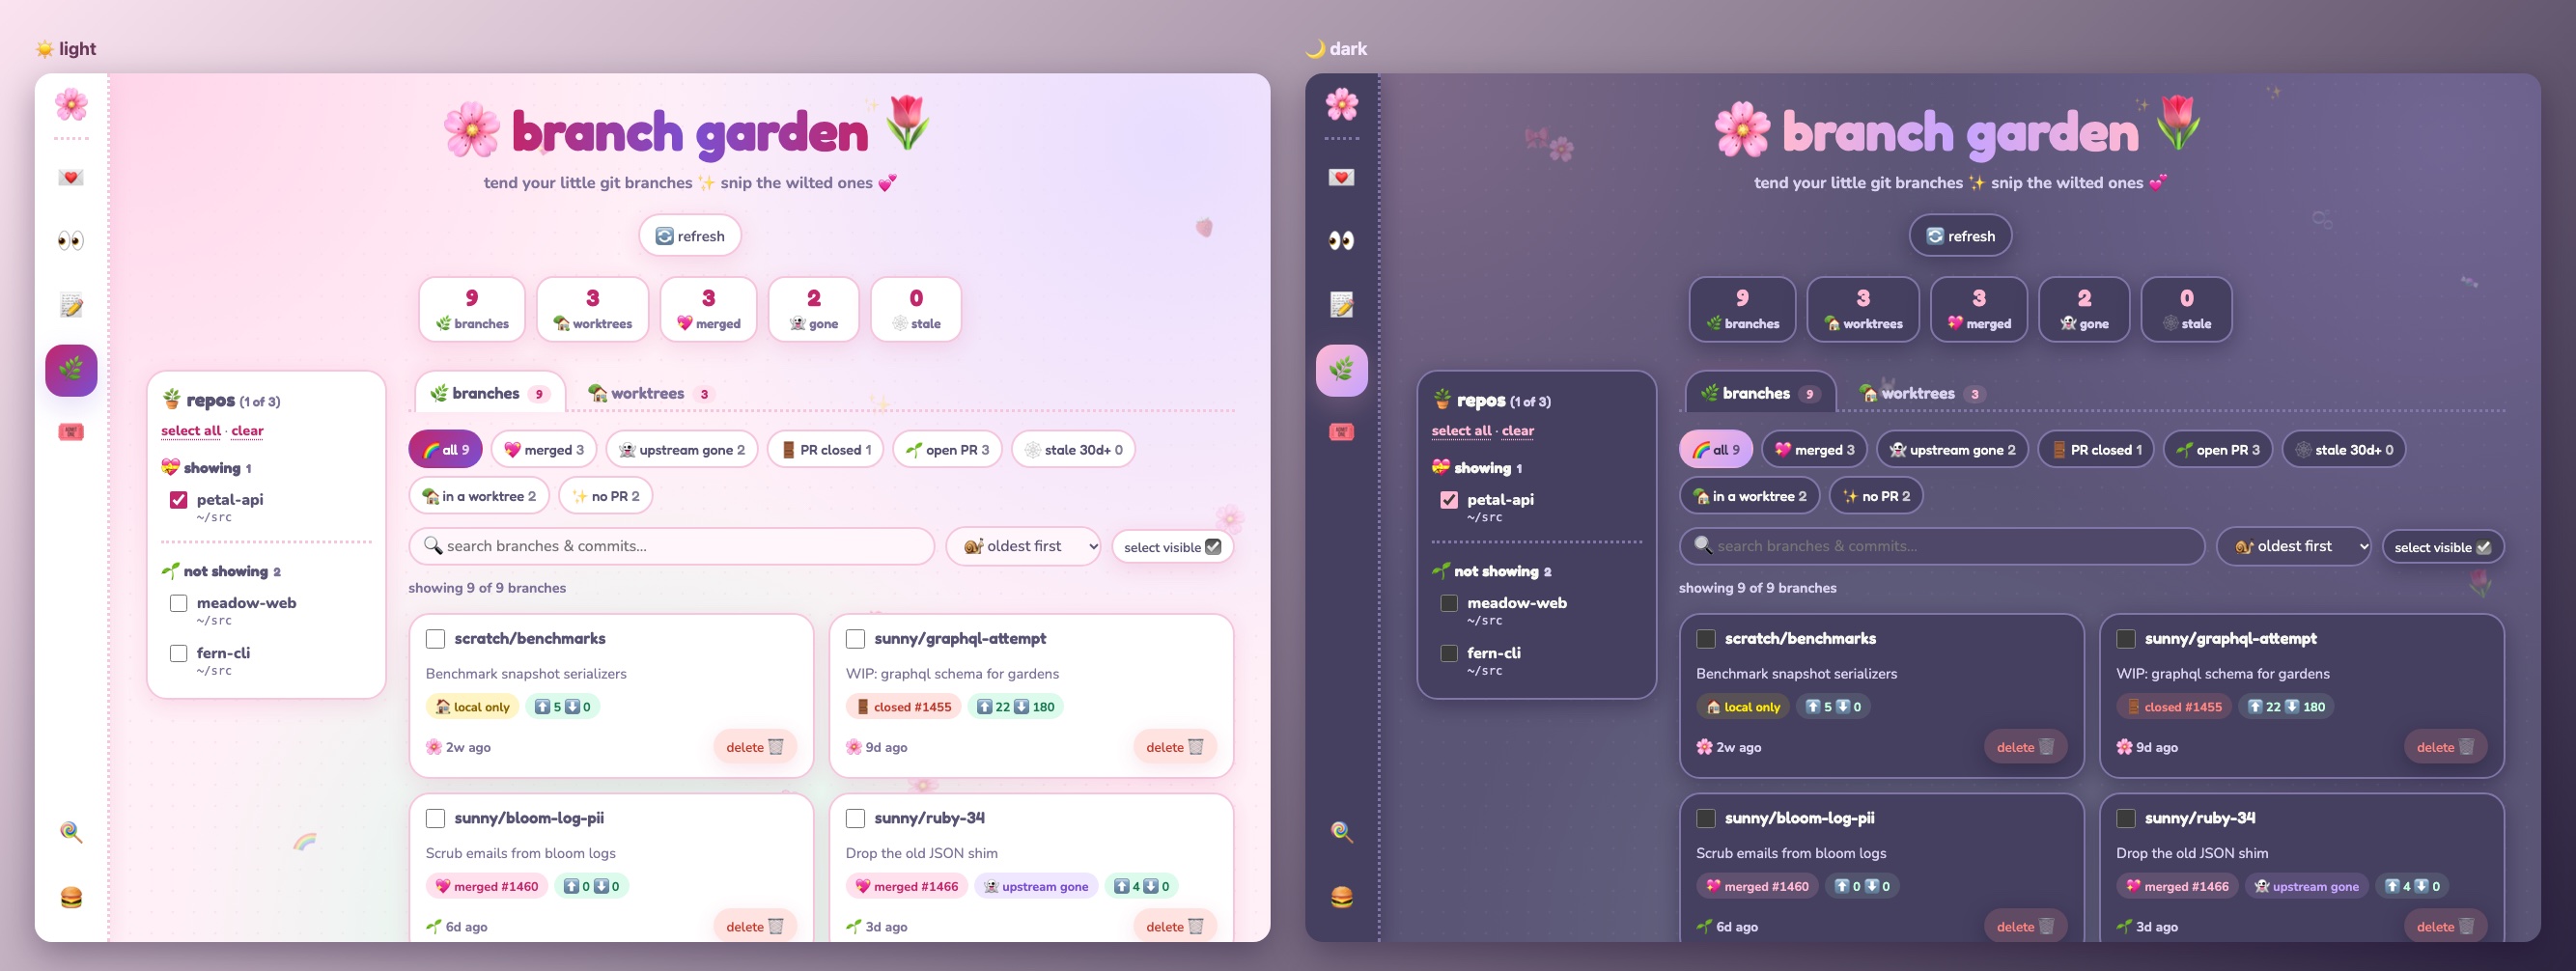 light
branch garden
tend your little git branches ✨ snip the wilted ones 💕
refresh
9 3 3 2 0
branches worktrees merged gone stale
repos (1 of 3)
select all · clear
showing 1
petal-api
~/src
not showing 2
meadow-web
~/src
fern-cli
~/src
branches 9 worktrees 3
all 9 merged 3 upstream gone 2 PR closed 1 open PR 3 stale 30d+ 0
in a worktree 2 no PR 2
search branches & commits... oldest first select visible
showing 9 of 9 branches
scratch/benchmarks
Benchmark snapshot serializers
local only ⬆️ 5 ⬇️ 0
2w ago delete
sunny/graphql-attempt
WIP: graphql schema for gardens
closed #1455 ⬆️ 22 ⬇️ 180
9d ago delete
sunny/bloom-log-pii
Scrub emails from bloom logs
merged #1460 ⬆️ 0 ⬇️ 0
6d ago delete
sunny/ruby-34
Drop the old JSON shim
merged #1466 upstream gone ⬆️ 4 ⬇️ 0
3d ago delete
dark
branch garden
tend your little git branches ✨ snip the wilted ones 💕
refresh
9 3 3 2 0
branches worktrees merged gone stale
repos (1 of 3)
select all · clear
showing 1
petal-api
~/src
not showing 2
meadow-web
~/src
fern-cli
~/src
branches 9 worktrees 3
all 9 merged 3 upstream gone 2 PR closed 1 open PR 3 stale 30d+ 0
in a worktree 2 no PR 2
search branches & commits... oldest first select visible
showing 9 of 9 branches
scratch/benchmarks
Benchmark snapshot serializers
local only ⬆️ 5 ⬇️ 0
2w ago delete
sunny/graphql-attempt
WIP: graphql schema for gardens
closed #1455 ⬆️ 22 ⬇️ 180
9d ago delete
sunny/bloom-log-pii
Scrub emails from bloom logs
merged #1460 ⬆️ 0 ⬇️ 0
6d ago delete
sunny/ruby-34
Drop the old JSON shim
merged #1466 upstream gone ⬆️ 4 ⬇️ 0
3d ago delete